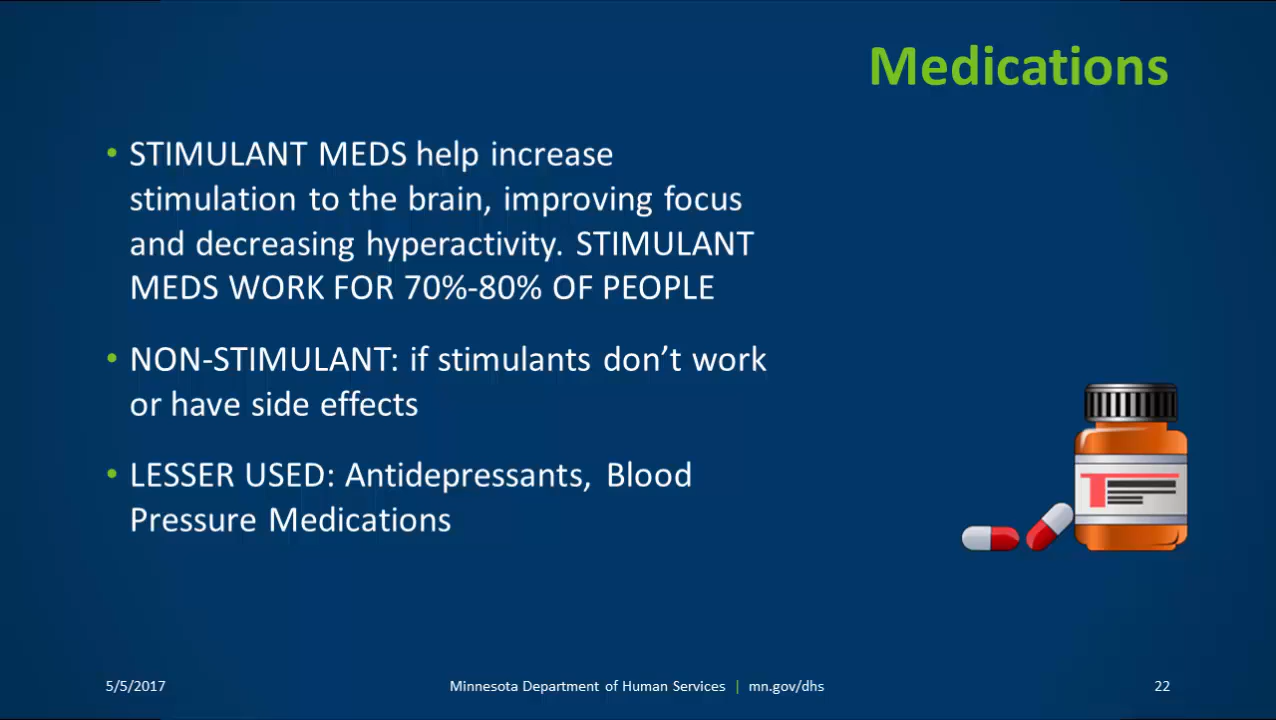 Medications
• STIMULANT MEDS help increase
stimulation to the brain, improving focus
and decreasing hyperactivity. STIMULANT
MEDS WORK FOR 70%-80% OF PEOPLE
• NON-STIMULANT: if stimulants don’t work
or have side effects
• LESSER USED: Antidepressants, Blood
Pressure Medications
5/5/2017
Minnesota Department of Human Services | mn.gov/dhs
22